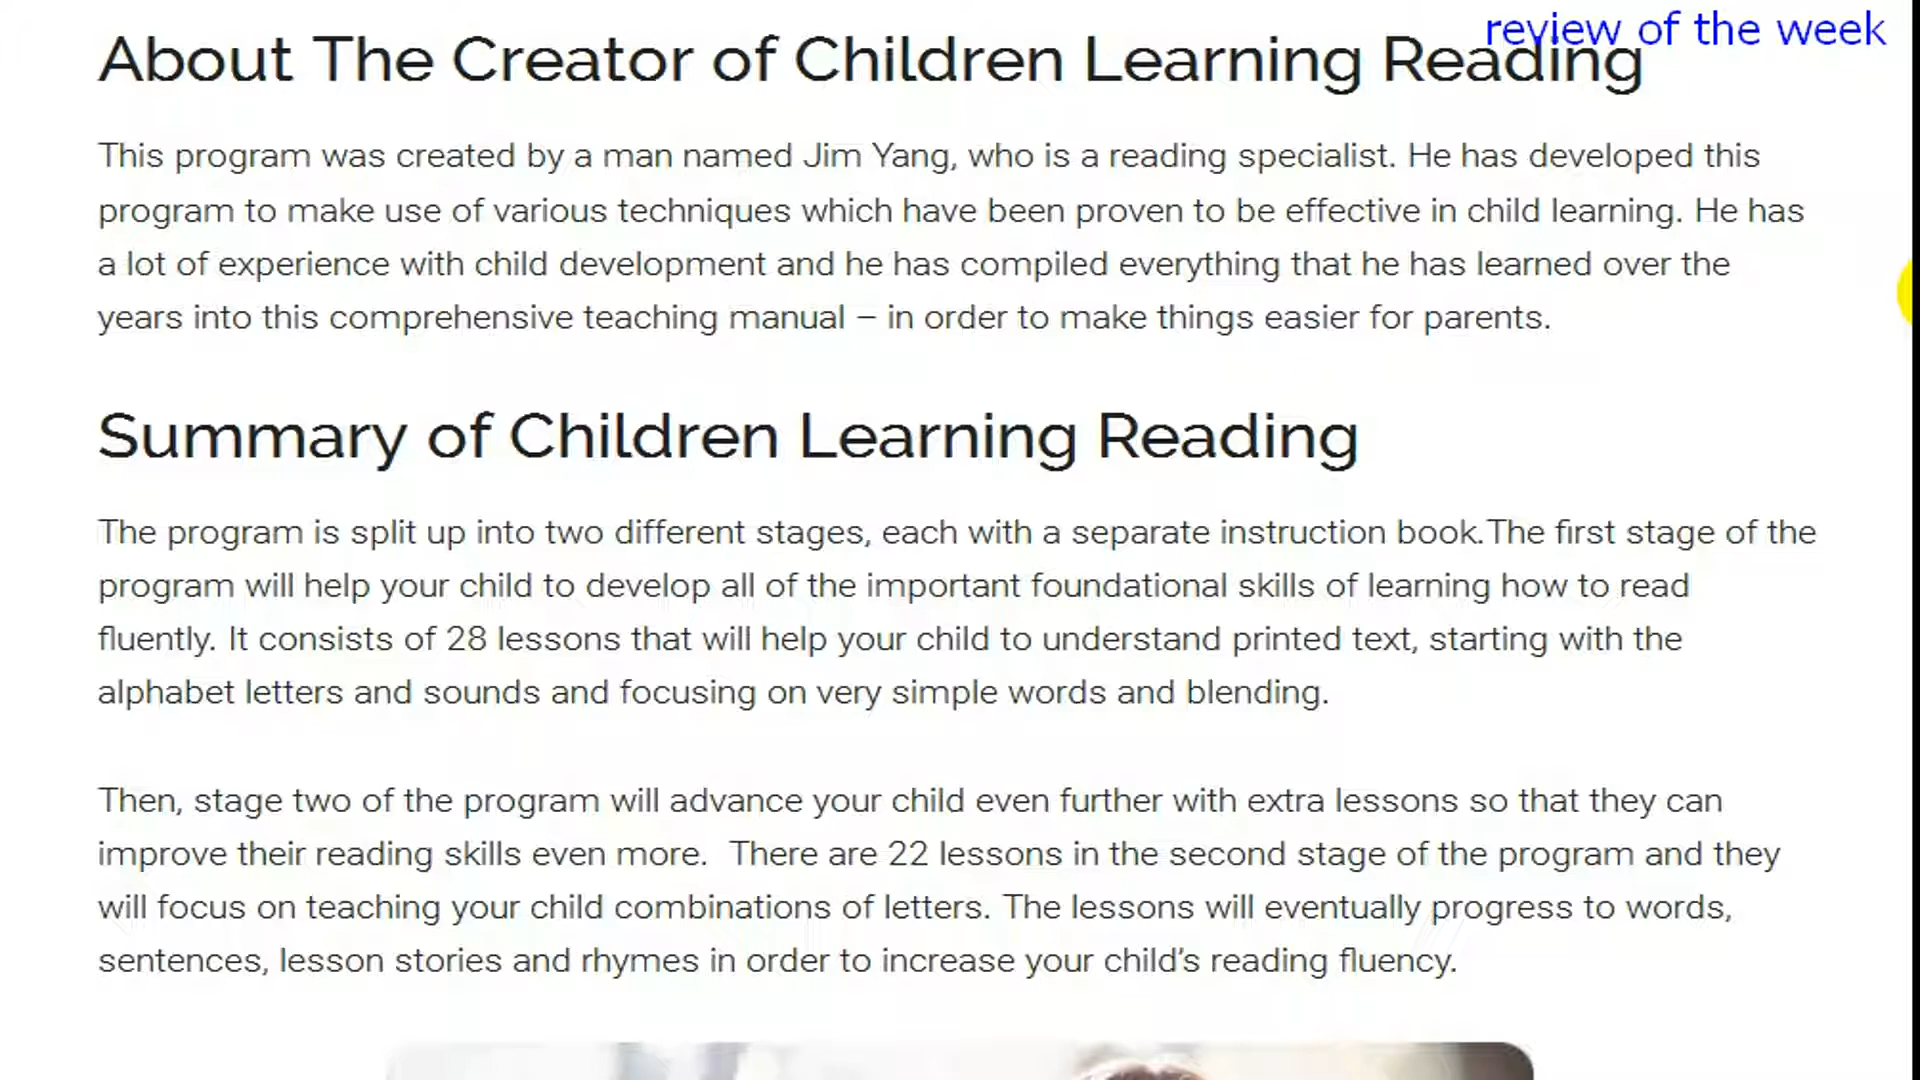 review of the week
About The Creator of Children Learning Reading
This program was created by a man named Jim Yang, who is a reading specialist. He has developed this
program to make use of various techniques which have been proven to be effective in child learning. He has
a lot of experience with child development and he has compiled everything that he has learned over the
years into this comprehensive teaching manual – in order to make things easier for parents.
Summary of Children Learning Reading
The program is split up into two different stages, each with a separate instruction book.The first stage of the
program will help your child to develop all of the important foundational skills of learning how to read
fluently. It consists of 28 lessons that will help your child to understand printed text, starting with the
alphabet letters and sounds and focusing on very simple words and blending.
Then, stage two of the program will advance your child even further with extra lessons so that they can
improve their reading skills even more.  There are 22 lessons in the second stage of the program and they
will focus on teaching your child combinations of letters. The lessons will eventually progress to words,
sentences, lesson stories and rhymes in order to increase your child's reading fluency.